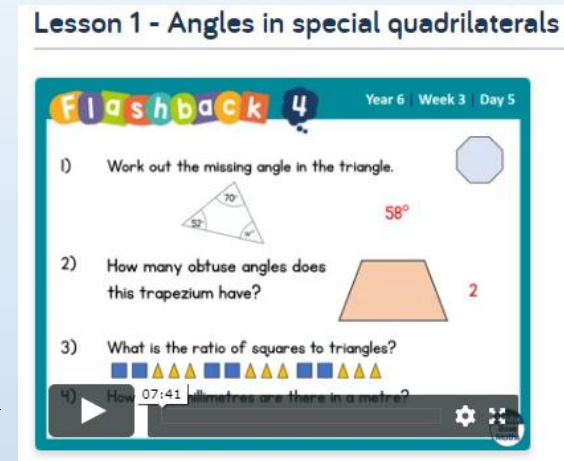 Lesson 1 - Angles in special quadrilaterals
Flashback 4
Year 6 Week 3 Day 5
1) Work out the missing angle in the triangle.
70°
52°
58°
2) How many obtuse angles does
this trapezium have?
2
3) What is the ratio of squares to triangles?
4) How millimetres are there in a metre?
07:41